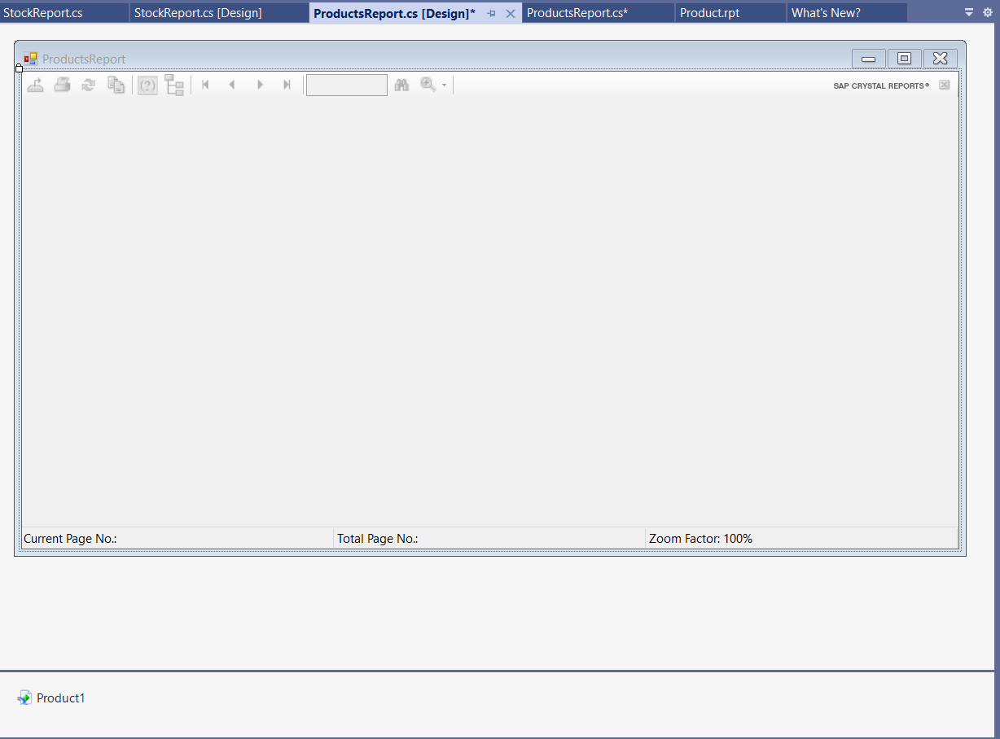 StockReport.cs StockReport.cs [Design] ProductsReport.cs [Design]* ProductsReport.cs* Product.rpt What's New?
ProductsReport
(?) SAP CRYSTAL REPORTS®
Current Page No.: Total Page No.: Zoom Factor: 100%
Product1